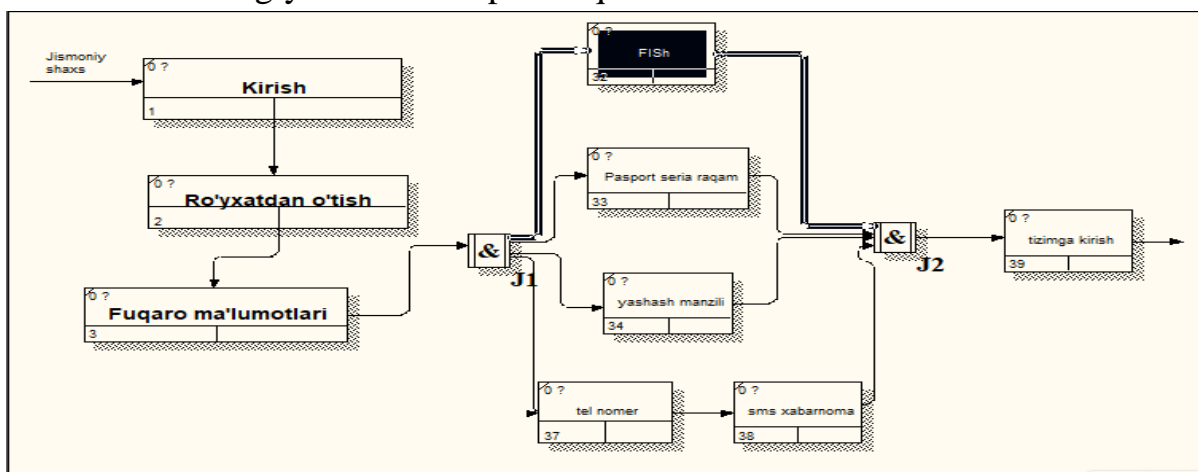 Jismoniy
shaxs
0 ?
Kirish
1
0 ?
Ro'yxatdan o'tish
2
0 ?
Fuqaro ma'lumotlari
3
&
J1
0 ?
FISh
32
0 ?
Pasport seria raqam
33
0 ?
yashash manzili
34
0 ?
tel nomer
37
0 ?
sms xabarnoma
38
&
J2
0 ?
tizimga kirish
39